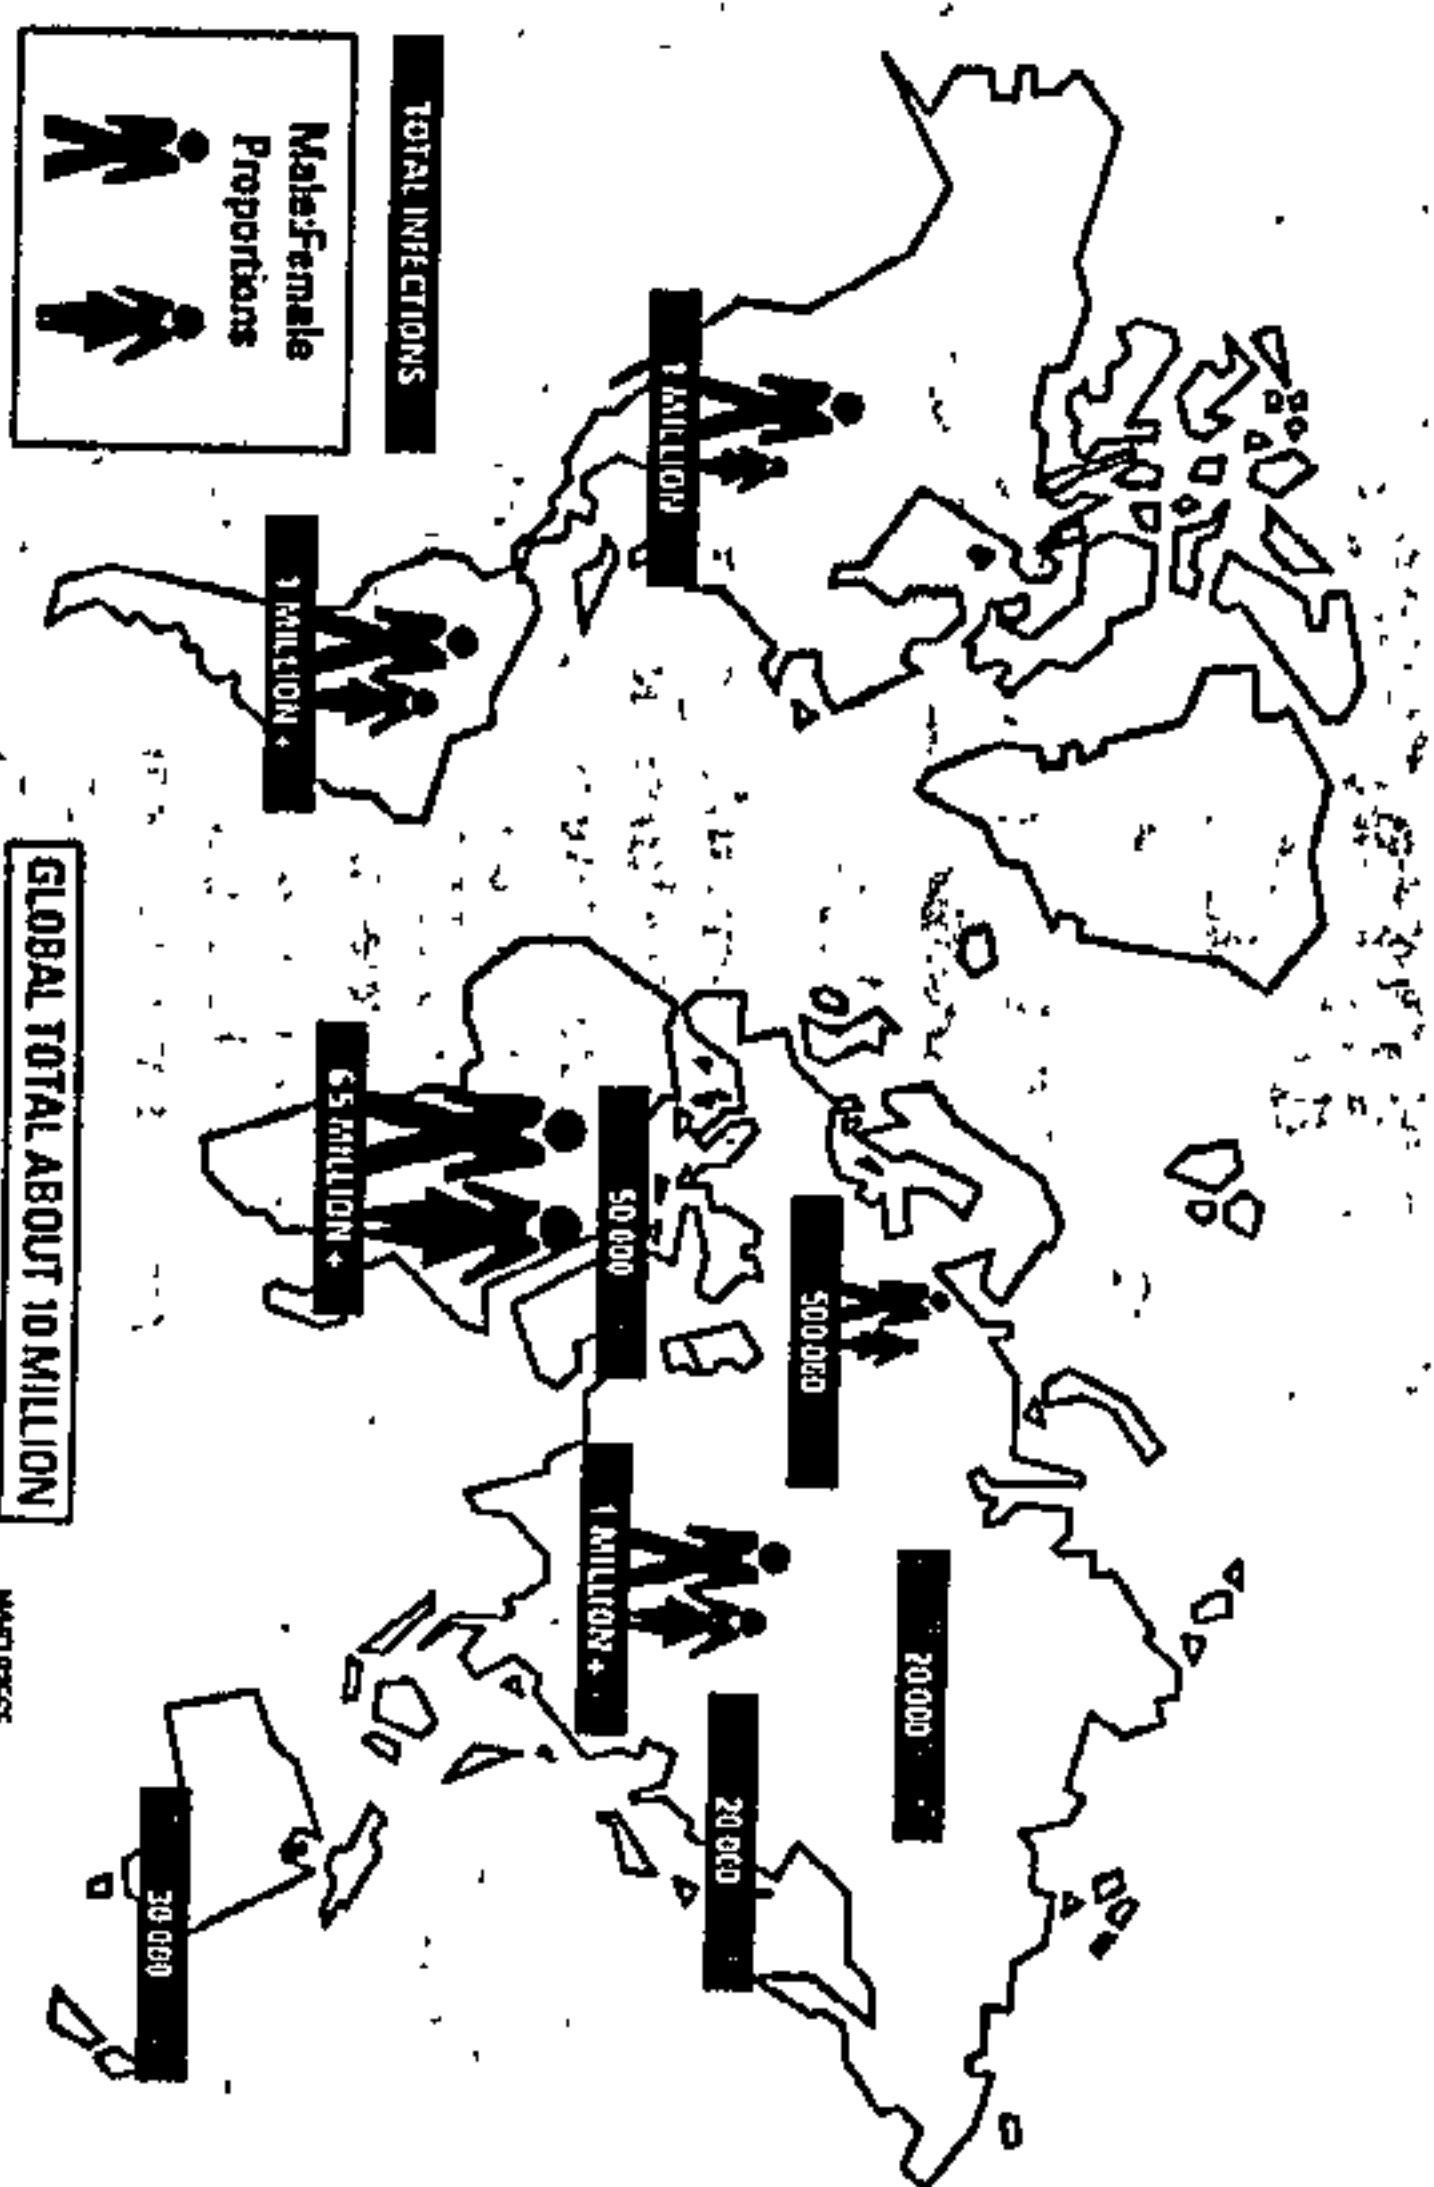 1 MILLION
1 MILLION +
6.5 MILLION +
50 000
500 000
1 MILLION +
20 000
20 000
30 000
TOTAL INFECTIONS
Male:Female
Proportions
GLOBAL TOTAL ABOUT 10 MILLION